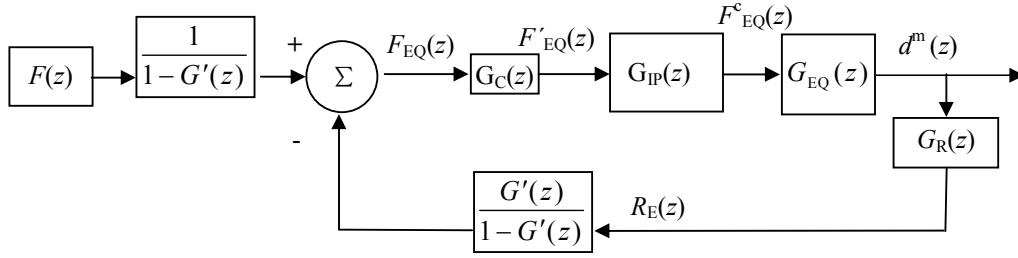 F(z)
1
1 − G′(z)
+
-
Σ
F_EQ(z)
G_C(z)
F′_EQ(z)
G_IP(z)
F^c_EQ(z)
G_EQ (z)
d^m (z)
G_R(z)
R_E(z)
G′(z)
1 − G′(z)